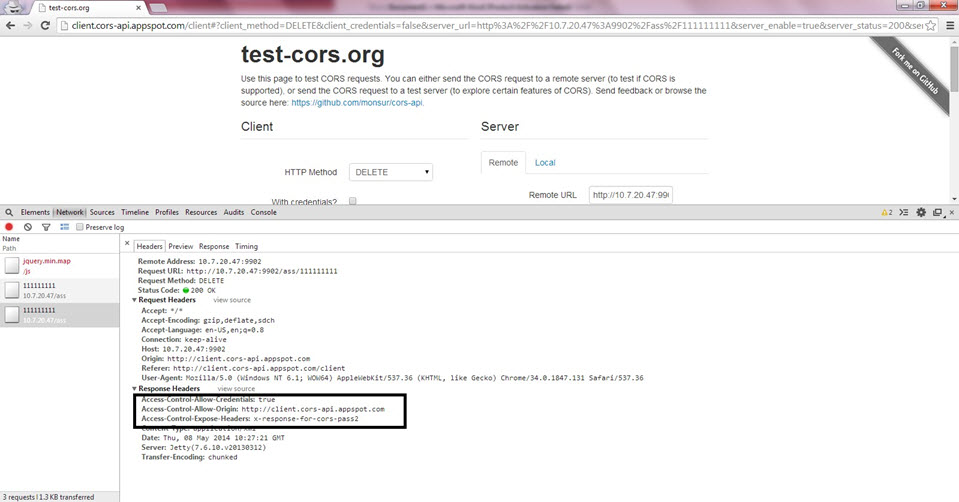 test-cors.org
client.cors-api.appspot.com/client#?client_method=DELETE&client_credentials=false&server_url=http%3A%2F%2F10.7.20.47%3A9902%2Fass%2F111111111&server_enable=true&server_status=200&ser
test-cors.org
Use this page to test CORS requests. You can either send the CORS request to a remote server (to test if CORS is
supported), or send the CORS request to a test server (to explore certain features of CORS). Send feedback or browse the
source here: https://github.com/monsur/cors-api.
Fork me on GitHub
Client
Server
Remote Local
HTTP Method DELETE
Remote URL http://10.7.20.47:990
With credentials?
Elements Network Sources Timeline Profiles Resources Audits Console
2
Preserve log
Name
Path
× Headers Preview Response Timing
jquery.min.map
/js
111111111
10.7.20.47/ass
111111111
10.7.20.47/ass
Remote Address: 10.7.20.47:9902
Request URL: http://10.7.20.47:9902/ass/111111111
Request Method: DELETE
Status Code: 200 OK
Request Headers view source
Accept: */*
Accept-Encoding: gzip,deflate,sdch
Accept-Language: en-US,en;q=0.8
Connection: keep-alive
Host: 10.7.20.47:9902
Origin: http://client.cors-api.appspot.com
Referer: http://client.cors-api.appspot.com/client
User-Agent: Mozilla/5.0 (Windows NT 6.1; WOW64) AppleWebKit/537.36 (KHTML, like Gecko) Chrome/34.0.1847.131 Safari/537.36
Response Headers view source
Access-Control-Allow-Credentials: true
Access-Control-Allow-Origin: http://client.cors-api.appspot.com
Access-Control-Expose-Headers: x-response-for-cors-pass2
Content-Type: application/xml
Date: Thu, 08 May 2014 10:27:21 GMT
Server: Jetty(7.6.10.v20130312)
Transfer-Encoding: chunked
3 requests | 1.3 KB transferred